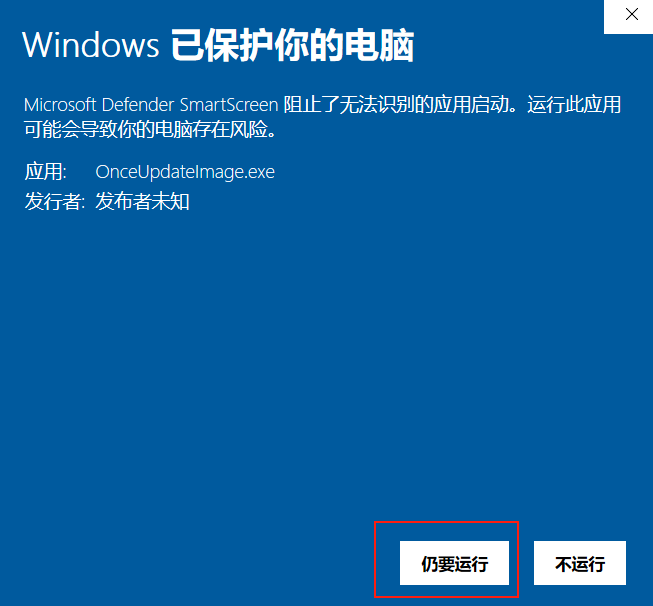 Windows 已保护你的电脑
Microsoft Defender SmartScreen 阻止了无法识别的应用启动。运行此应用
可能会导致你的电脑存在风险。
应用: OnceUpdateImage.exe
发行者: 发布者未知
仍要运行 不运行